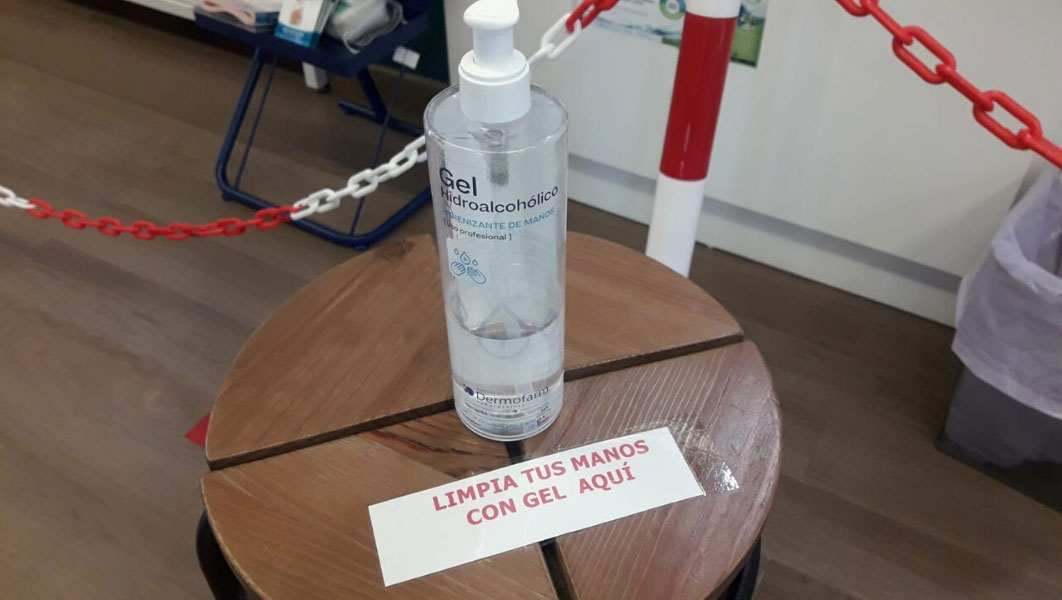 Gel
Hidroalcohólico
HIGIENIZANTE DE MANOS
[ Uso profesional ]
Dermofarm
LIMPIA TUS MANOS
CON GEL AQUÍ